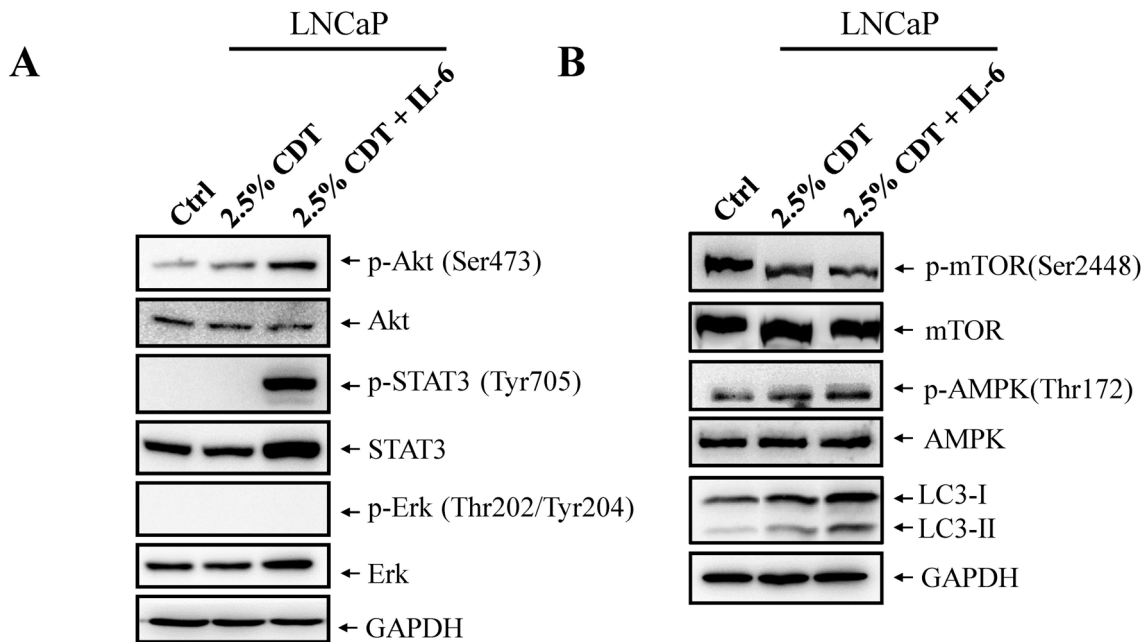 A
LNCaP
Ctrl
2.5% CDT
2.5% CDT + IL-6
p-Akt (Ser473)
Akt
p-STAT3 (Tyr705)
STAT3
p-Erk (Thr202/Tyr204)
Erk
GAPDH
B
LNCaP
Ctrl
2.5% CDT
2.5% CDT + IL-6
p-mTOR(Ser2448)
mTOR
p-AMPK(Thr172)
AMPK
LC3-I
LC3-II
GAPDH